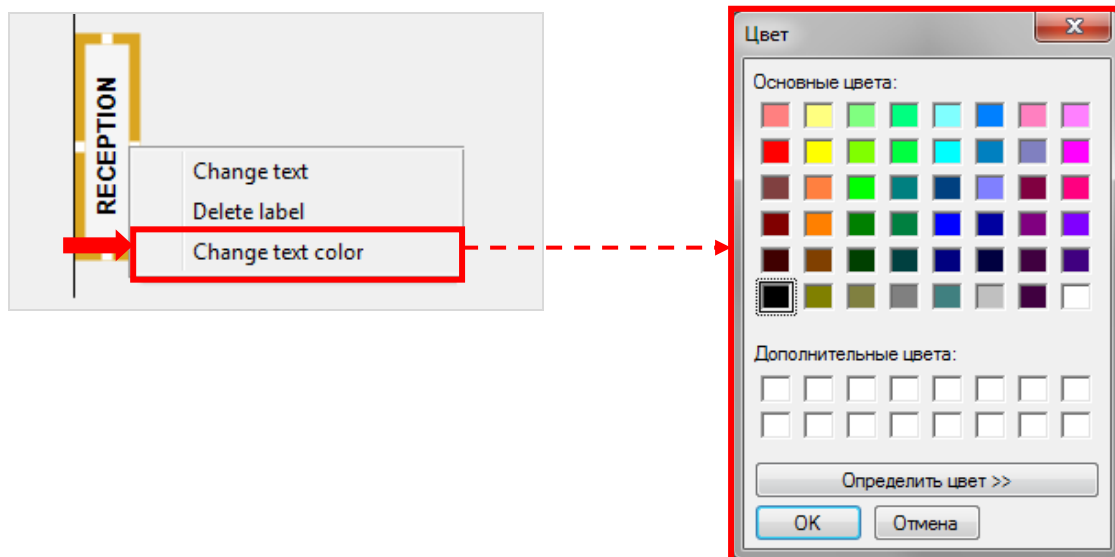 RECEPTION
Change text
Delete label
Change text color
Цвет
Основные цвета:
Дополнительные цвета:
Определить цвет >>
OK
Отмена